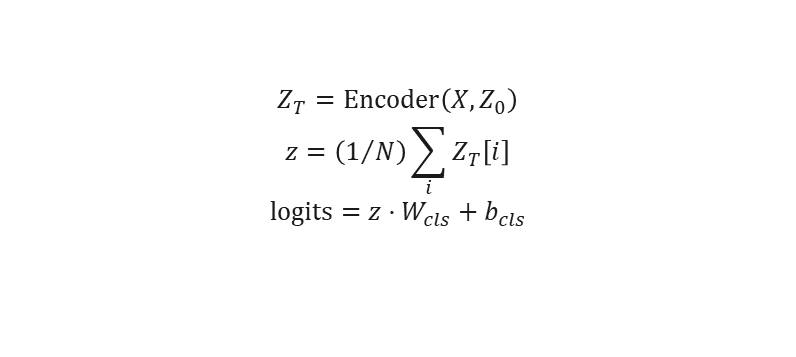 Z_T = Encoder(X, Z_0)
z = (1/N) ∑_i Z_T[i]
logits = z · W_cls + b_cls